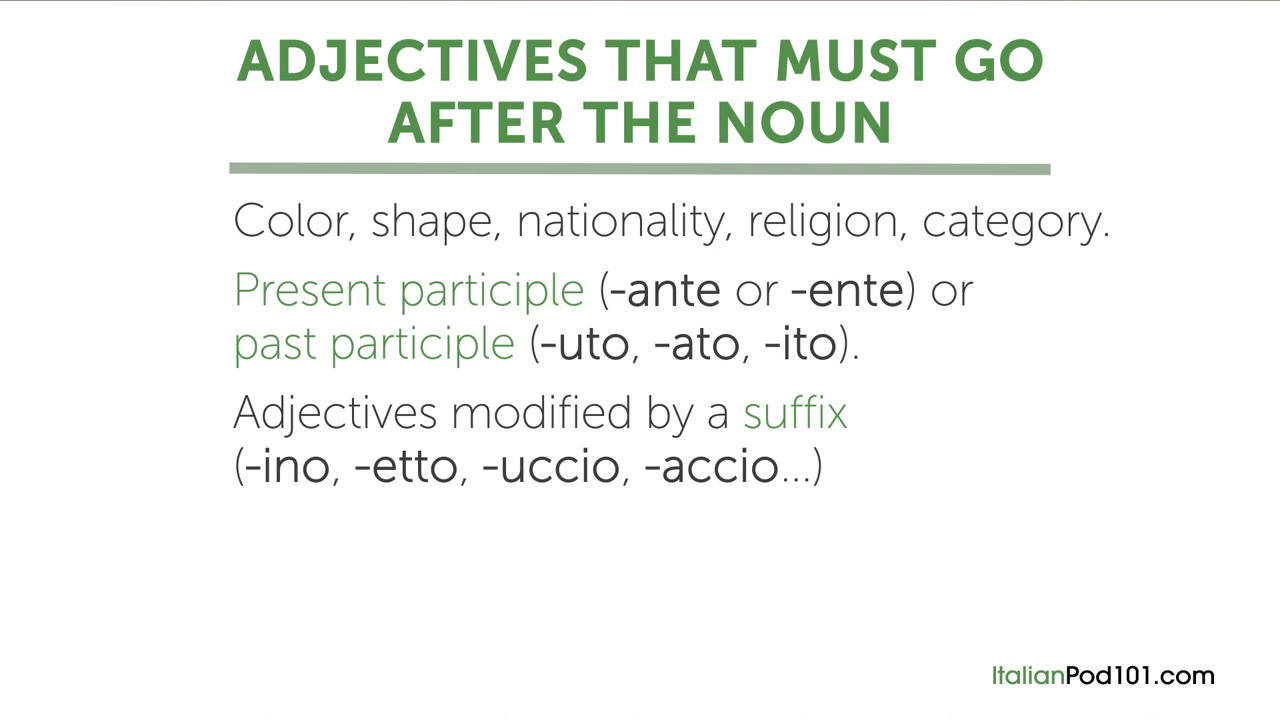 ADJECTIVES THAT MUST GO
AFTER THE NOUN
Color, shape, nationality, religion, category.
Present participle (-ante or -ente) or
past participle (-uto, -ato, -ito).
Adjectives modified by a suffix
(-ino, -etto, -uccio, -accio...)
ItalianPod101.com